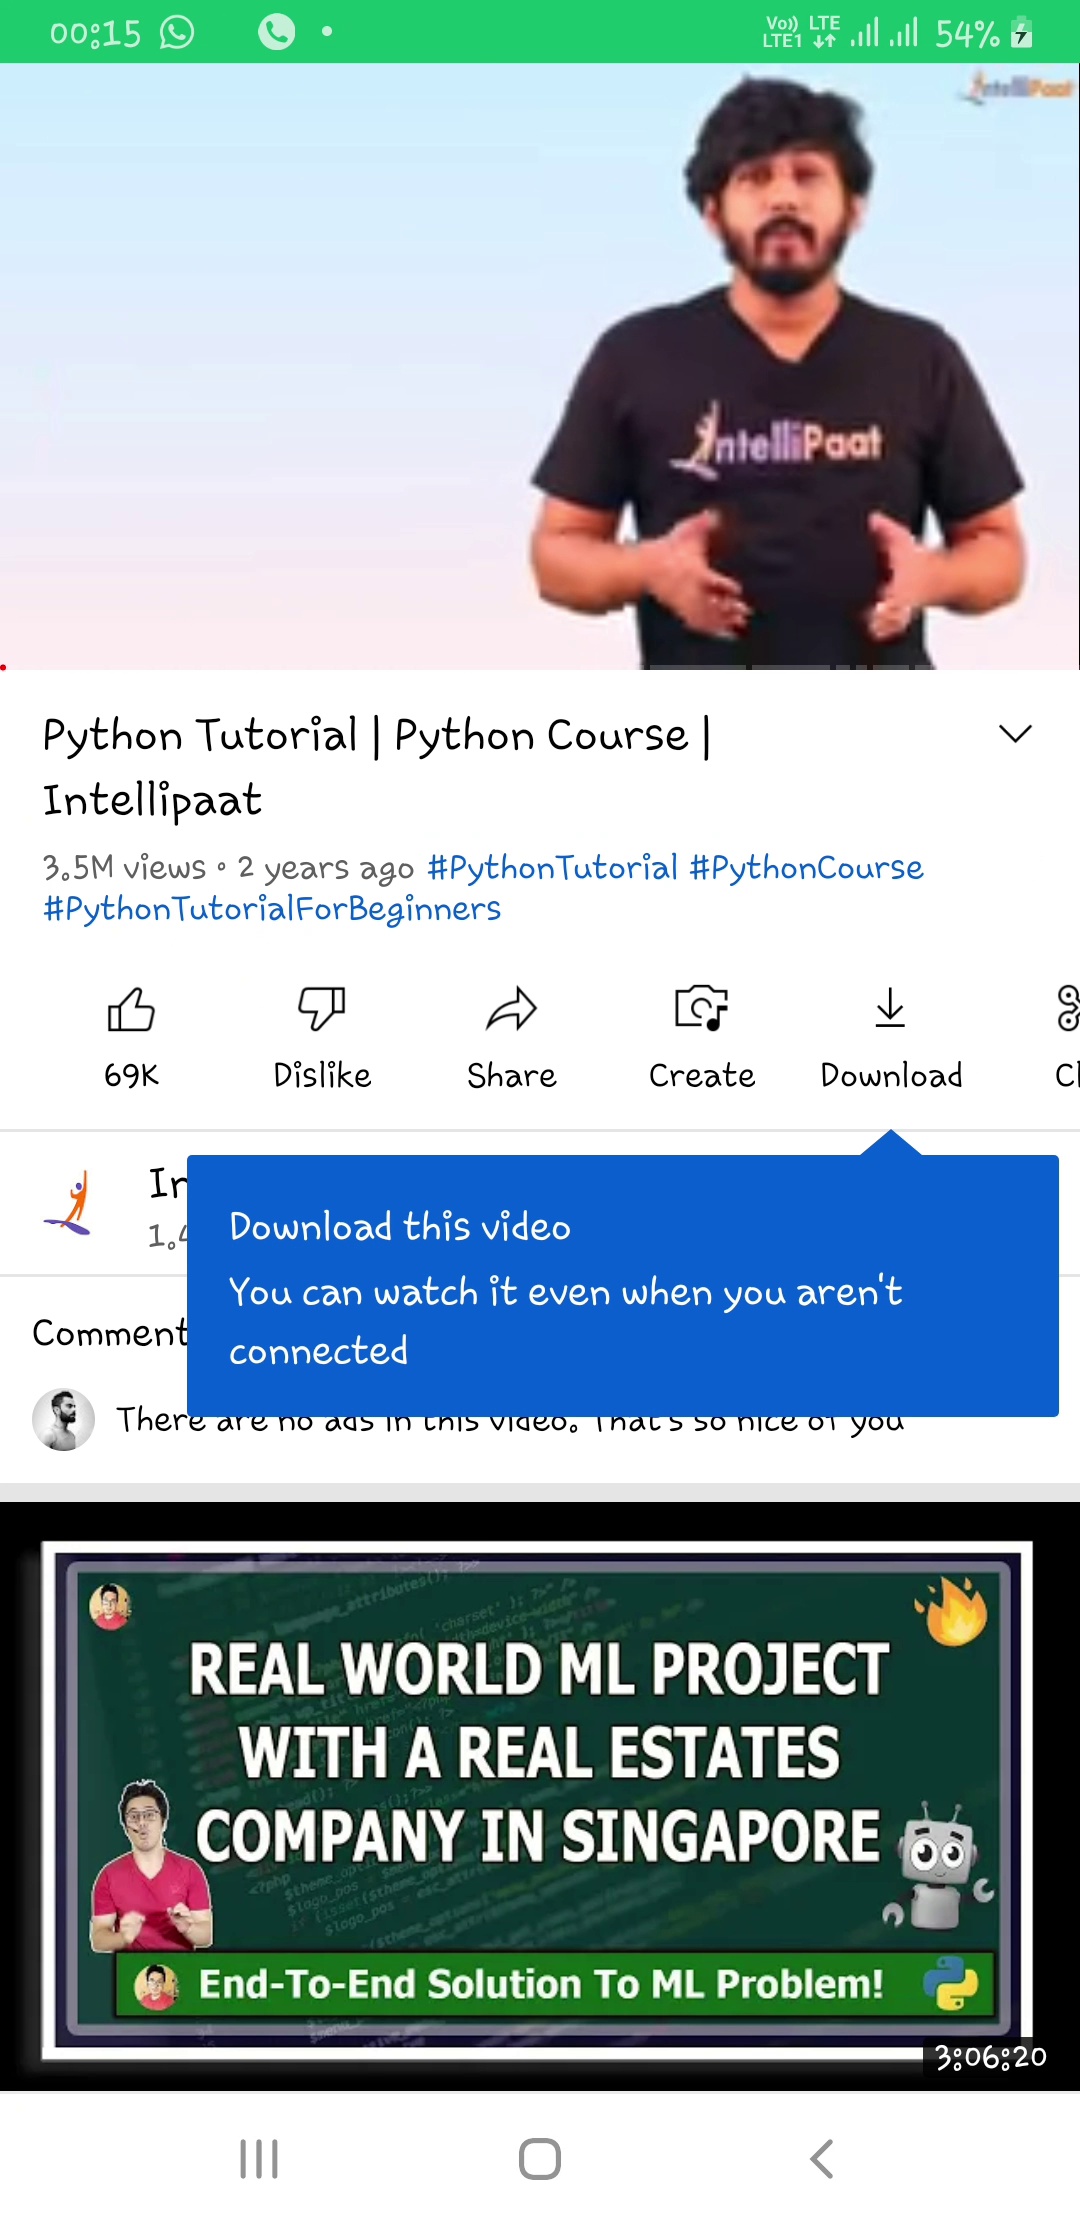 00:15
Vo)) LTE
LTE1
54%
IntelliPaat
IntelliPaat
Python Tutorial | Python Course |
Intellipaat
3.5M views • 2 years ago #PythonTutorial #PythonCourse
#PythonTutorialForBeginners
69K
Dislike
Share
Create
Download
In
1.4
Download this video
You can watch it even when you aren't
connected
Comment
There are no ads in this video. That's so nice of you
REAL WORLD ML PROJECT
WITH A REAL ESTATES
COMPANY IN SINGAPORE
End-To-End Solution To ML Problem!
3:06:20